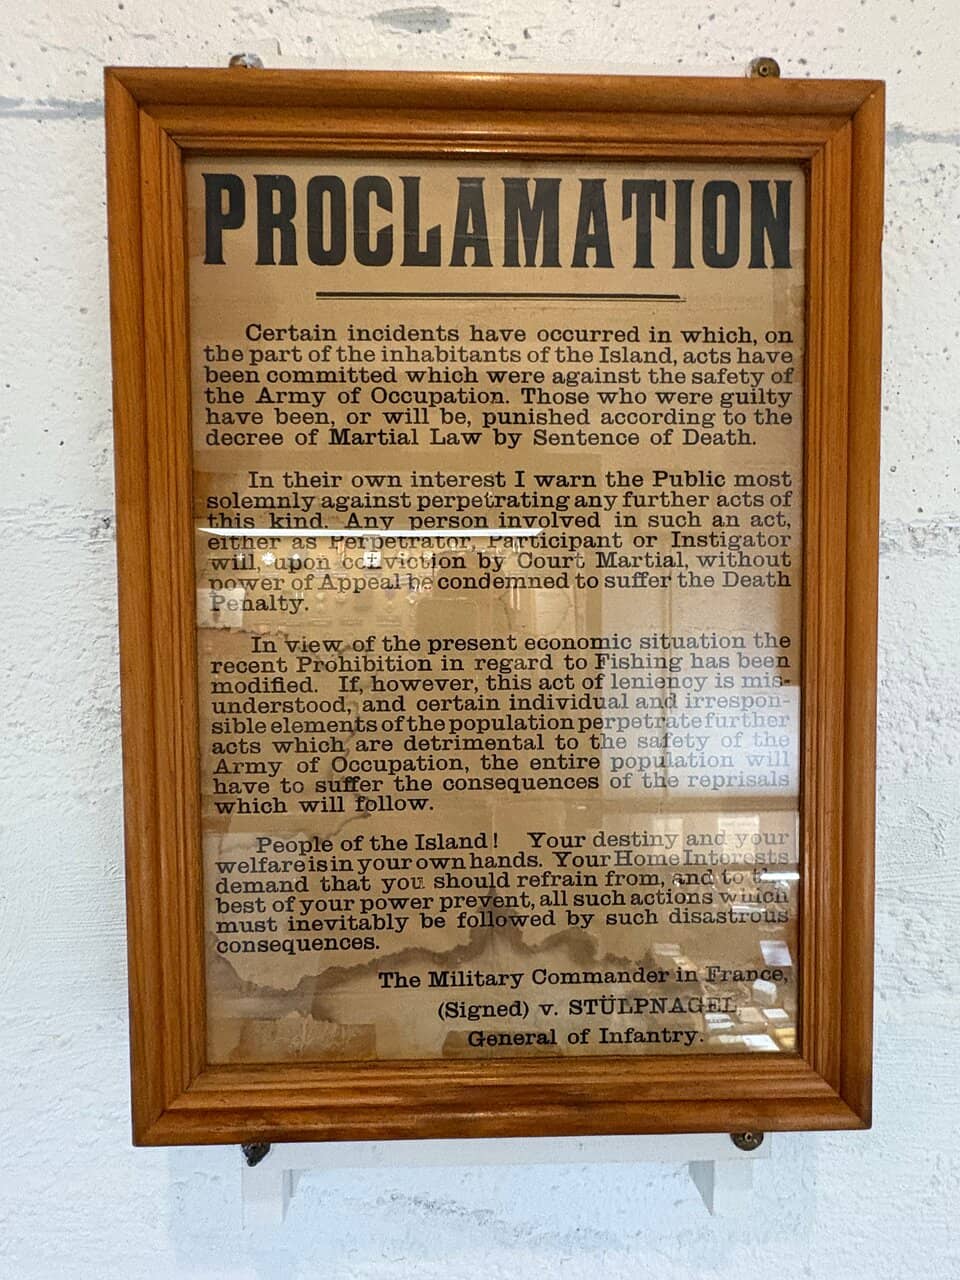 PROCLAMATION
Certain incidents have occurred in which, on
the part of the inhabitants of the Island, acts have
been committed which were against the safety of
the Army of Occupation. Those who were guilty
have been, or will be, punished according to the
decree of Martial Law by Sentence of Death.
In their own interest I warn the Public most
solemnly against perpetrating any further acts of
this kind. Any person involved in such an act,
either as Perpetrator, Participant or Instigator
will, upon conviction by Court Martial, without
power of Appeal be condemned to suffer the Death
Penalty.
In view of the present economic situation the
recent Prohibition in regard to Fishing has been
modified. If, however, this act of leniency is mis-
understood, and certain individual and irrespon-
sible elements of the population perpetrate further
acts which are detrimental to the safety of the
Army of Occupation, the entire population will
have to suffer the consequences of the reprisals
which will follow.
People of the Island! Your destiny and your
welfare is in your own hands. Your Home Interests
demand that you should refrain from, and to the
best of your power prevent, all such actions which
must inevitably be followed by such disastrous
consequences.
The Military Commander in France,
(Signed) v. STÜLPNAGEL
General of Infantry.